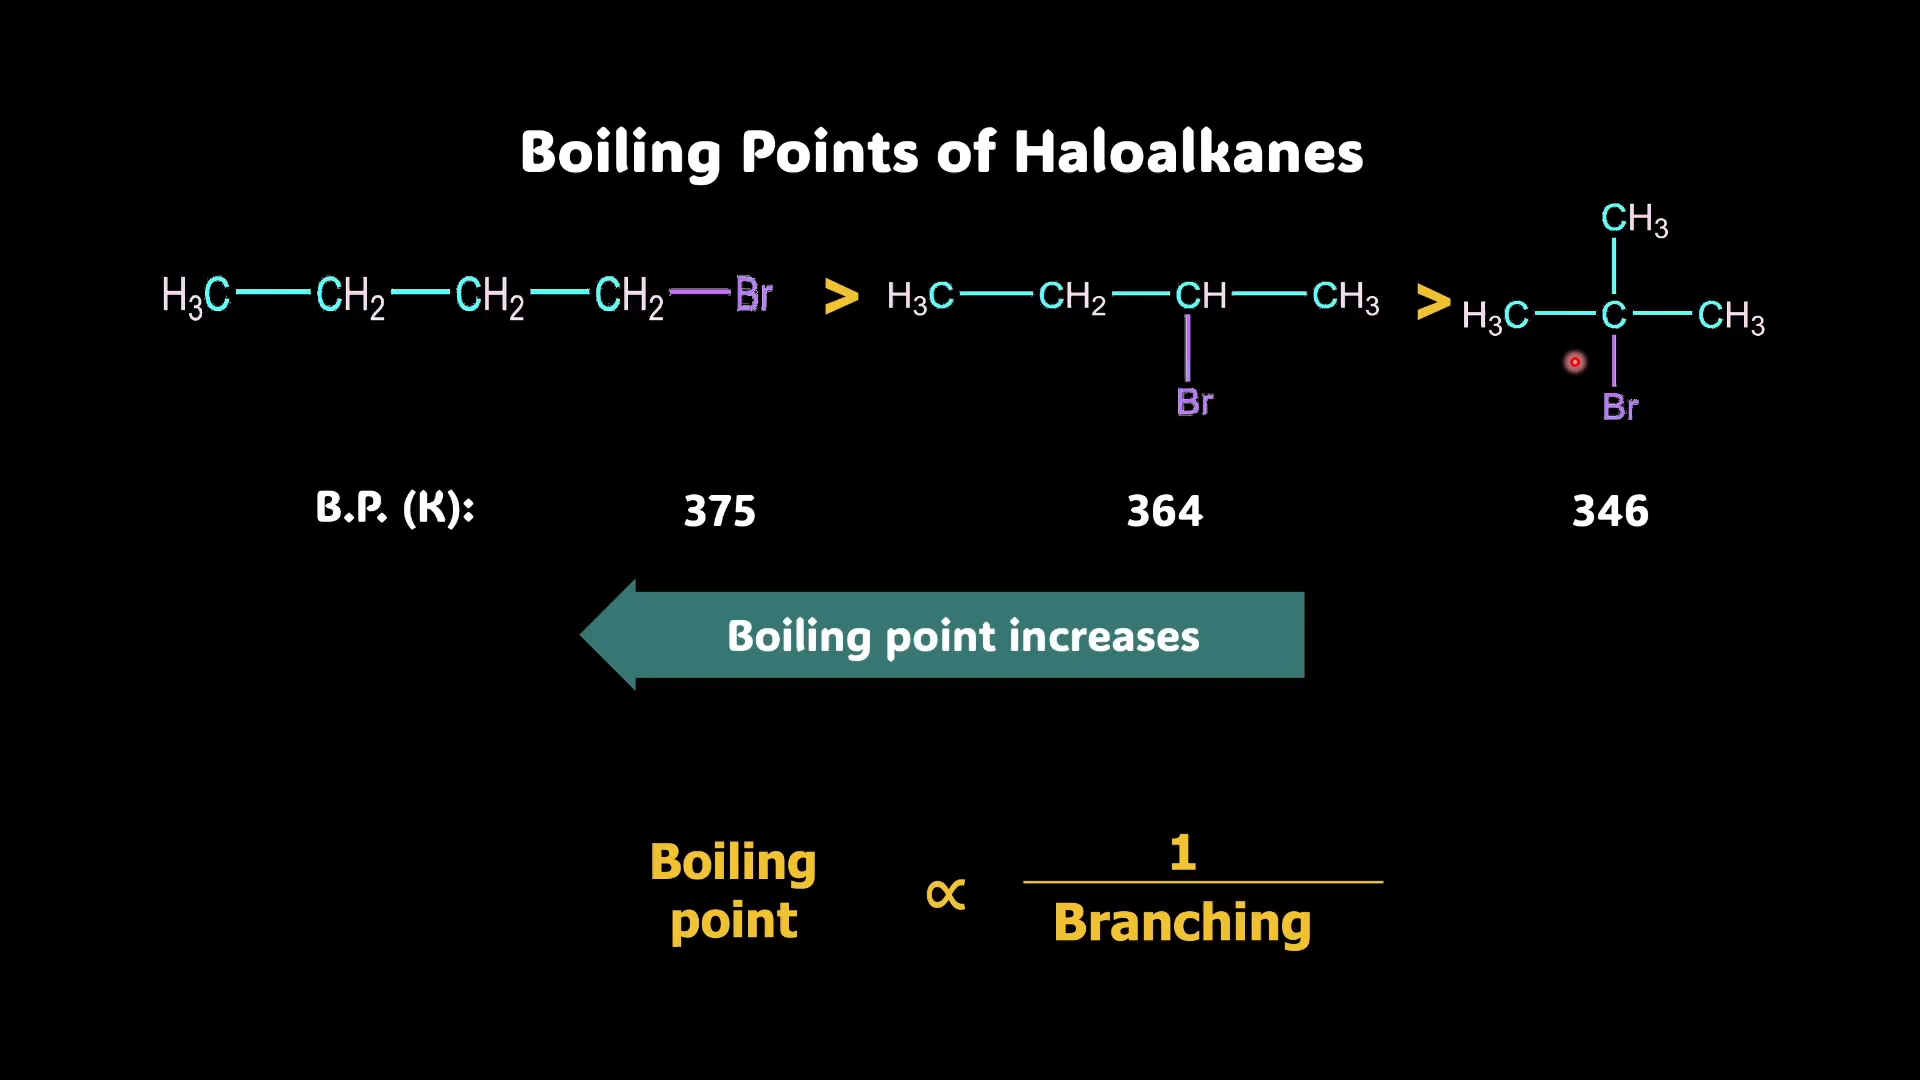 Boiling Points of Haloalkanes
H₃C—CH₂—CH₂—CH₂—Br > H₃C—CH₂—CH—CH₃ > H₃C—C—CH₃
CH₃
Br
Br
B.P. (K): 375 364 346
Boiling point increases
Boiling
point
∝
1
Branching